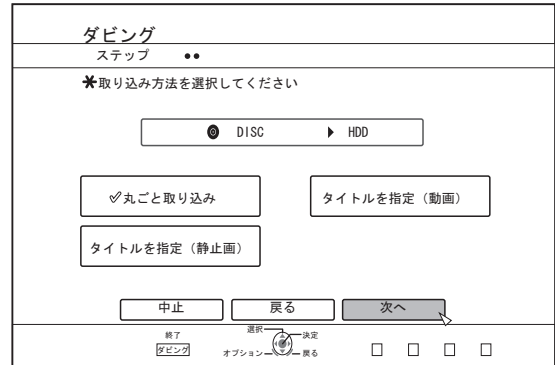 ダビング
ステップ ●●
✱取り込み方法を選択してください
DISC ▶ HDD
✓丸ごと取り込み タイトルを指定（動画）
タイトルを指定（静止画）
中止 戻る 次へ
終了 選択 決定
ダビング オプション 戻る